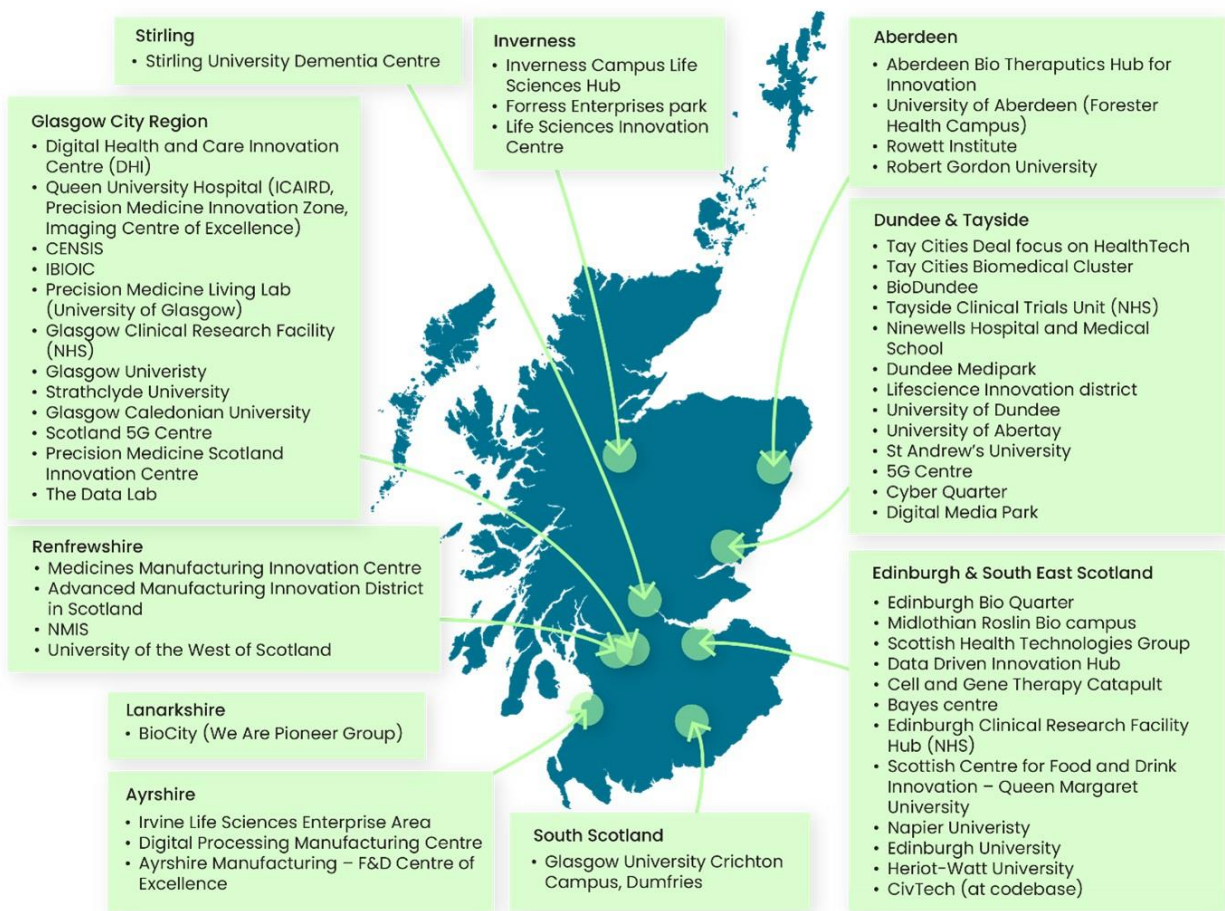 Stirling
• Stirling University Dementia Centre
Inverness
• Inverness Campus Life
Sciences Hub
• Forress Enterprises park
• Life Sciences Innovation
Centre
Aberdeen
• Aberdeen Bio Theraputics Hub for
Innovation
• University of Aberdeen (Forester
Health Campus)
• Rowett Institute
• Robert Gordon University
Glasgow City Region
• Digital Health and Care Innovation
Centre (DHI)
• Queen University Hospital (ICAIRD,
Precision Medicine Innovation Zone,
Imaging Centre of Excellence)
• CENSIS
• IBIOIC
• Precision Medicine Living Lab
(University of Glasgow)
• Glasgow Clinical Research Facility
(NHS)
• Glasgow Univeristy
• Strathclyde University
• Glasgow Caledonian University
• Scotland 5G Centre
• Precision Medicine Scotland
Innovation Centre
• The Data Lab
Dundee & Tayside
• Tay Cities Deal focus on HealthTech
• Tay Cities Biomedical Cluster
• BioDundee
• Tayside Clinical Trials Unit (NHS)
• Ninewells Hospital and Medical
School
• Dundee Medipark
• Lifescience Innovation district
• University of Dundee
• University of Abertay
• St Andrew's University
• 5G Centre
• Cyber Quarter
• Digital Media Park
Renfrewshire
• Medicines Manufacturing Innovation Centre
• Advanced Manufacturing Innovation District
in Scotland
• NMIS
• University of the West of Scotland
Edinburgh & South East Scotland
• Edinburgh Bio Quarter
• Midlothian Roslin Bio campus
• Scottish Health Technologies Group
• Data Driven Innovation Hub
• Cell and Gene Therapy Catapult
• Bayes centre
• Edinburgh Clinical Research Facility
Hub (NHS)
• Scottish Centre for Food and Drink
Innovation – Queen Margaret
University
• Napier Univeristy
• Edinburgh University
• Heriot-Watt University
• CivTech (at codebase)
Lanarkshire
• BioCity (We Are Pioneer Group)
Ayrshire
• Irvine Life Sciences Enterprise Area
• Digital Processing Manufacturing Centre
• Ayrshire Manufacturing – F&D Centre of
Excellence
South Scotland
• Glasgow University Crichton
Campus, Dumfries